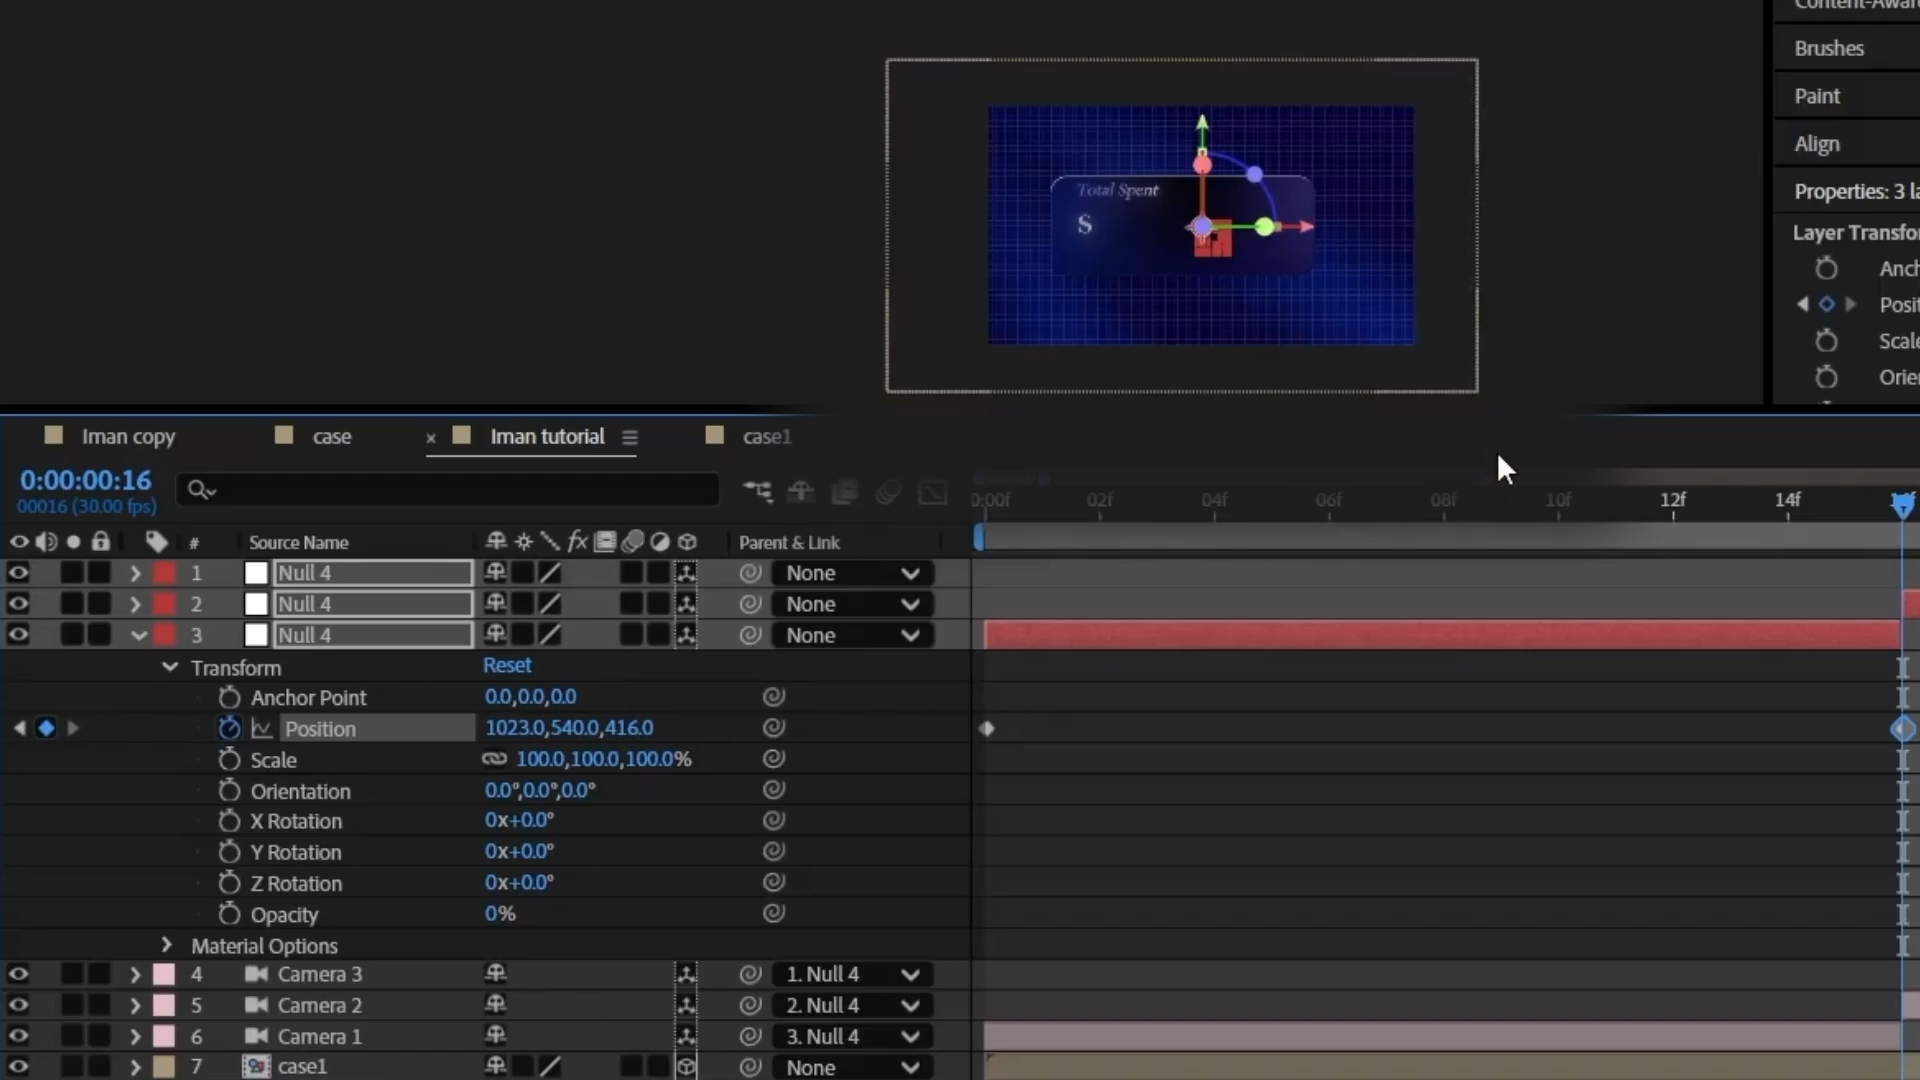 Brushes
Paint
Align
Properties: 3 la
Layer Transfor
Anch
Posit
Scale
Orien
Total Spent
$
Iman copy
case
× Iman tutorial
case1
0:00:00:16
00016 (30.00 fps)
02f 04f 06f 08f 10f 12f 14f
# Source Name fx Parent & Link
1 Null 4 None
2 Null 4 None
3 Null 4 None
Transform Reset
Anchor Point 0.0,0.0,0.0
Position 1023.0,540.0,416.0
Scale 100.0,100.0,100.0%
Orientation 0.0°,0.0°,0.0°
X Rotation 0x+0.0°
Y Rotation 0x+0.0°
Z Rotation 0x+0.0°
Opacity 0%
Material Options
4 Camera 3 1. Null 4
5 Camera 2 2. Null 4
6 Camera 1 3. Null 4
7 case1 None